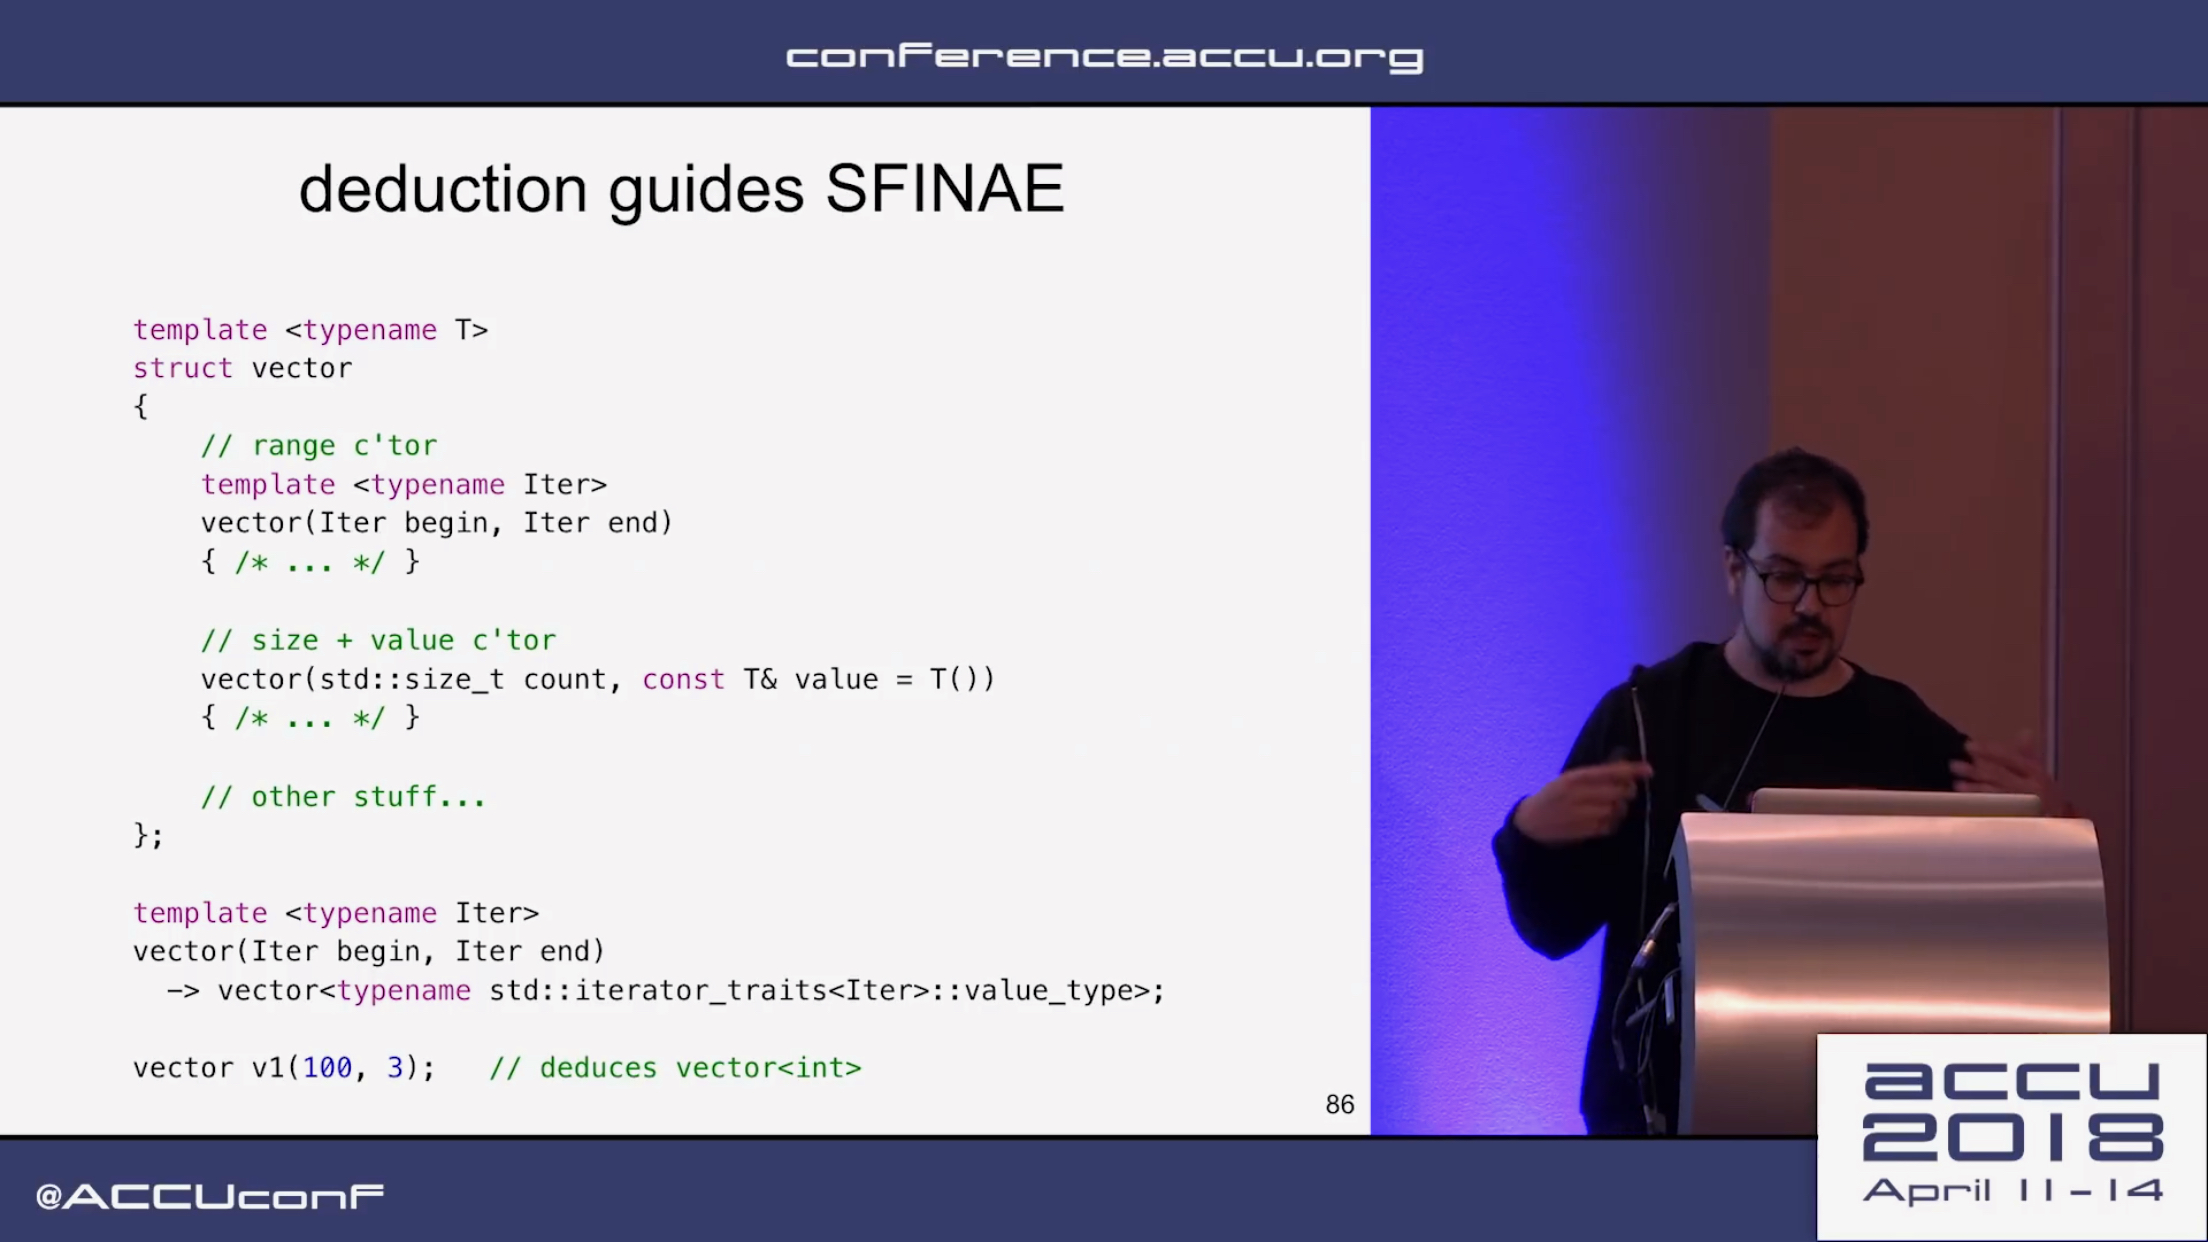 conference.accu.org
deduction guides SFINAE
template <typename T>
struct vector
{
// range c'tor
template <typename Iter>
vector(Iter begin, Iter end)
{ /* ... */ }
// size + value c'tor
vector(std::size_t count, const T& value = T())
{ /* ... */ }
// other stuff...
};
template <typename Iter>
vector(Iter begin, Iter end)
-> vector<typename std::iterator_traits<Iter>::value_type>;
vector v1(100, 3);   // deduces vector<int>
86
@ACCUconf
accu
2018
April 11-14